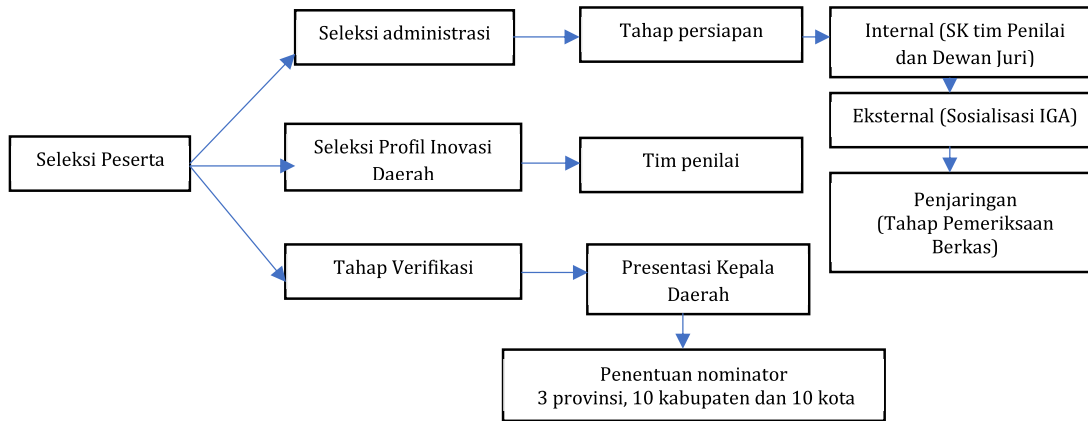 Seleksi Peserta
Seleksi administrasi
Tahap persiapan
Internal (SK tim Penilai
dan Dewan Juri)
Eksternal (Sosialisasi IGA)
Penjaringan
(Tahap Pemeriksaan
Berkas)
Seleksi Profil Inovasi
Daerah
Tim penilai
Tahap Verifikasi
Presentasi Kepala
Daerah
Penentuan nominator
3 provinsi, 10 kabupaten dan 10 kota